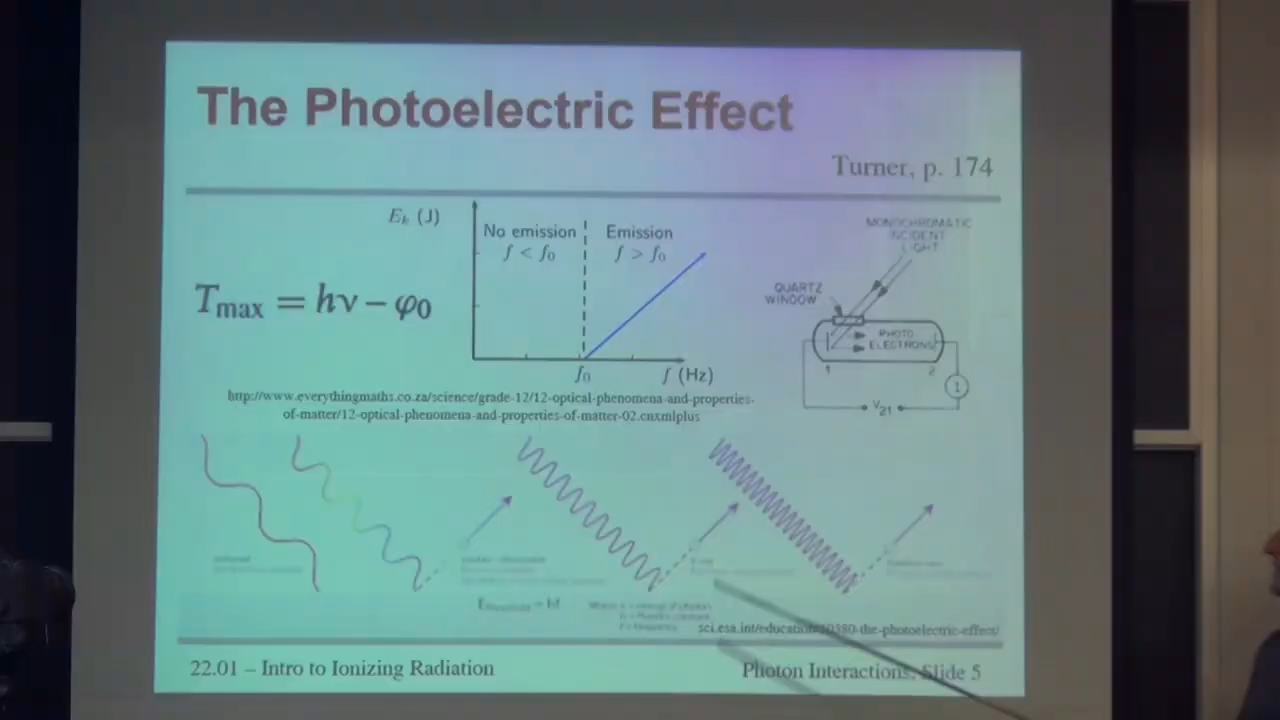 The Photoelectric Effect
Turner, p. 174
Eₖ (J)
No emission
f < f₀
Emission
f > f₀
f₀
f (Hz)
Tmax = hν − φ₀
MONOCHROMATIC
INCIDENT
LIGHT
QUARTZ
WINDOW
PHOTO
ELECTRONS
1
2
1
V₂₁
http://www.everythingmaths.co.za/science/grade-12/12-optical-phenomena-and-properties-
of-matter/12-optical-phenomena-and-properties-of-matter-02.cnxmlplus
sci.esa.int/education/
-the-photoelectric-effect/
22.01 – Intro to Ionizing Radiation
Photon Interactions, Slide 5